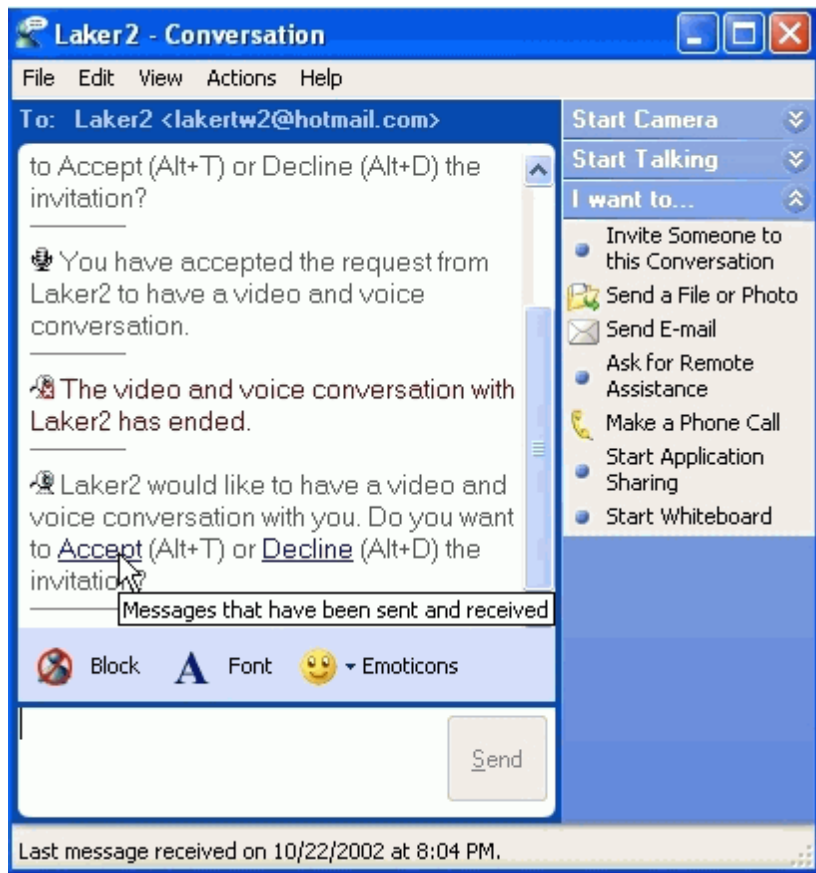 Laker2 - Conversation
File Edit View Actions Help
To: Laker2 <lakertw2@hotmail.com>
to Accept (Alt+T) or Decline (Alt+D) the
invitation?
You have accepted the request from
Laker2 to have a video and voice
conversation.
The video and voice conversation with
Laker2 has ended.
Laker2 would like to have a video and
voice conversation with you. Do you want
to Accept (Alt+T) or Decline (Alt+D) the
invitation?
Messages that have been sent and received
Block A Font Emoticons
Send
Start Camera
Start Talking
I want to...
Invite Someone to
this Conversation
Send a File or Photo
Send E-mail
Ask for Remote
Assistance
Make a Phone Call
Start Application
Sharing
Start Whiteboard
Last message received on 10/22/2002 at 8:04 PM.